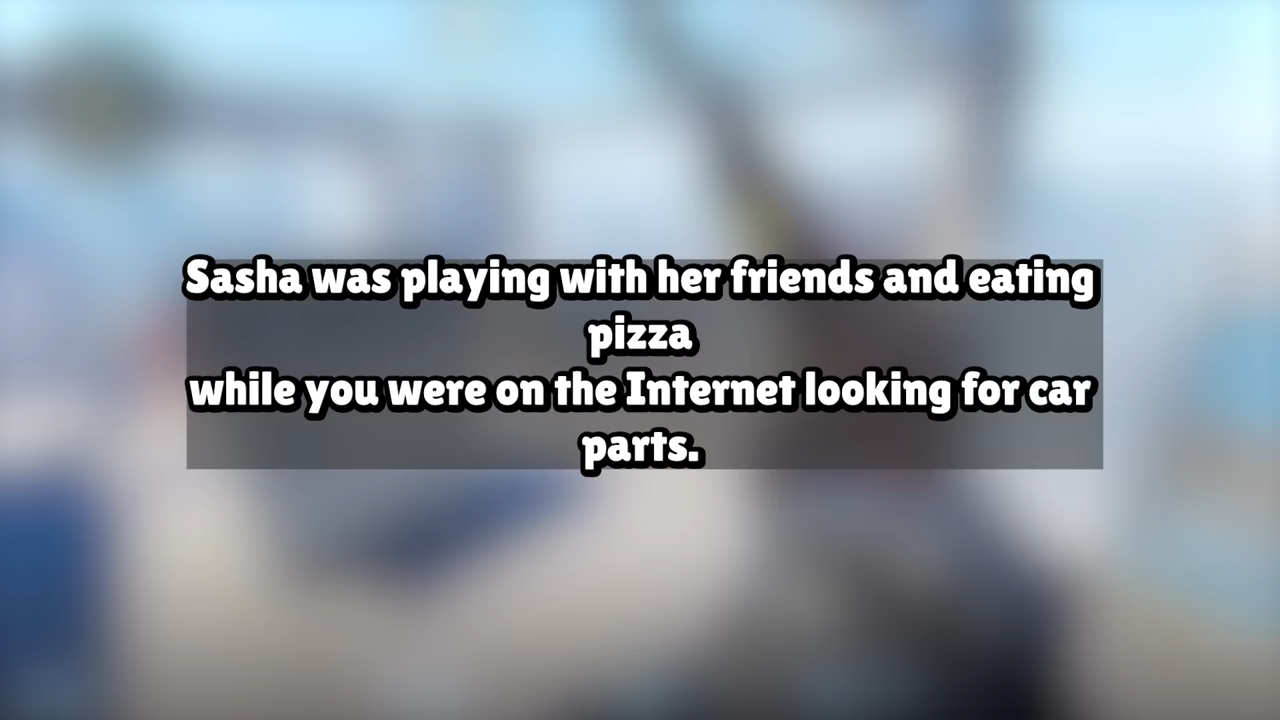 Sasha was playing with her friends and eating
pizza
while you were on the Internet looking for car
parts.